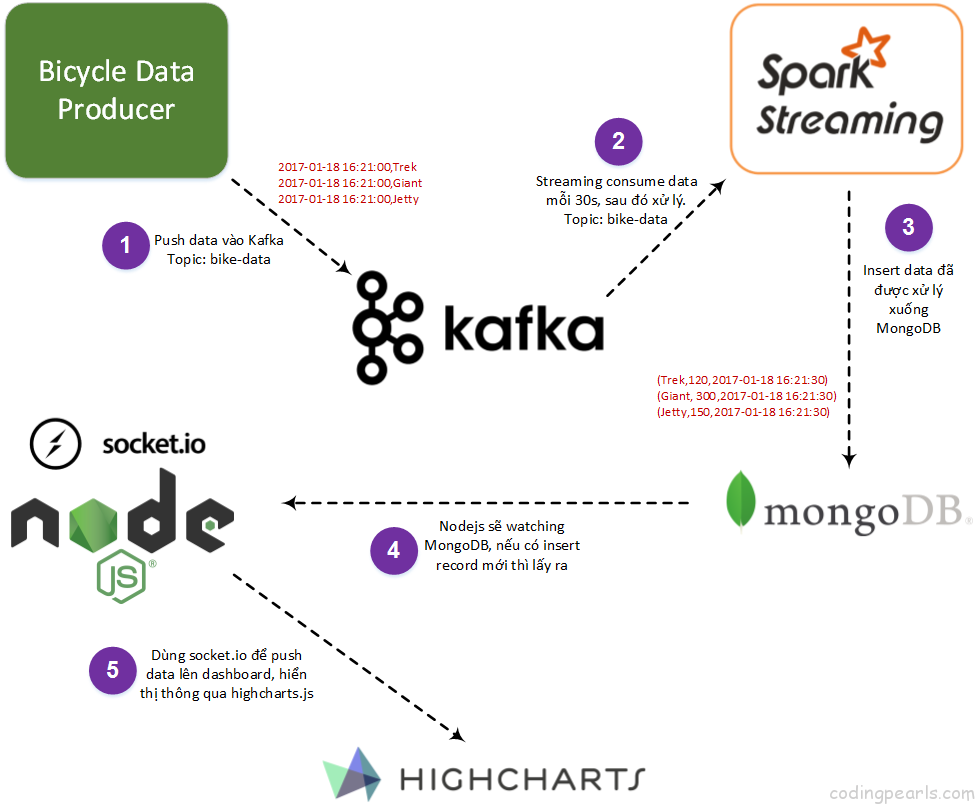 Bicycle Data
Producer
Spark
Streaming
2017-01-18 16:21:00,Trek
2017-01-18 16:21:00,Giant
2017-01-18 16:21:00,Jetty
1
Push data vào Kafka
Topic: bike-data
2
Streaming consume data
mỗi 30s, sau đó xử lý.
Topic: bike-data
3
Insert data đã
được xử lý
xuống
MongoDB
kafka
(Trek,120,2017-01-18 16:21:30)
(Giant, 300,2017-01-18 16:21:30)
(Jetty,150,2017-01-18 16:21:30)
socket.io
node
JS®
mongoDB®
4
Nodejs sẽ watching
MongoDB, nếu có insert
record mới thì lấy ra
5
Dùng socket.io để push
data lên dashboard, hiển
thị thông qua highcharts.js
HIGHCHARTS
codingpearls.com